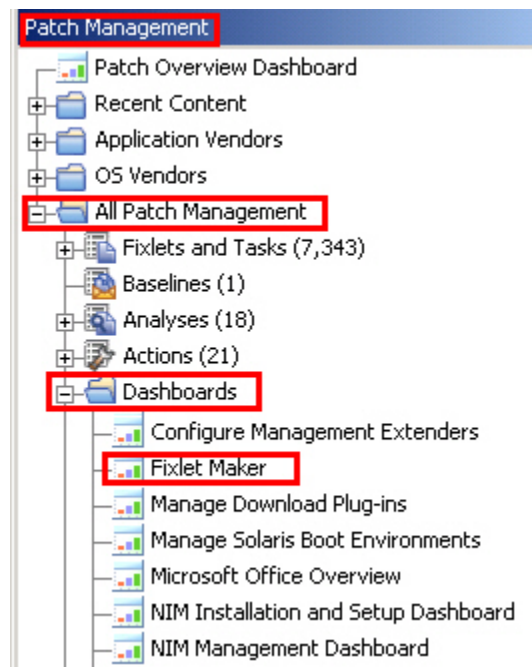 Patch Management
Patch Overview Dashboard
Recent Content
Application Vendors
OS Vendors
All Patch Management
Fixlets and Tasks (7,343)
Baselines (1)
Analyses (18)
Actions (21)
Dashboards
Configure Management Extenders
Fixlet Maker
Manage Download Plug-ins
Manage Solaris Boot Environments
Microsoft Office Overview
NIM Installation and Setup Dashboard
NIM Management Dashboard